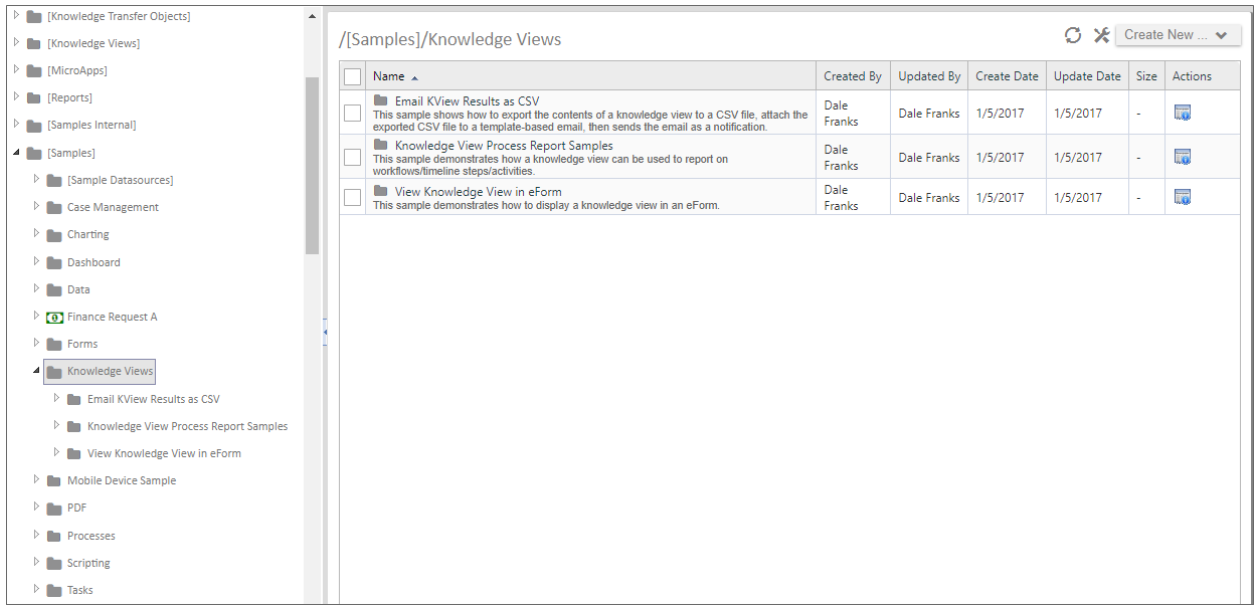 [Knowledge Transfer Objects]
[Knowledge Views]
[MicroApps]
[Reports]
[Samples Internal]
[Samples]
[Sample Datasources]
Case Management
Charting
Dashboard
Data
Finance Request A
Forms
Knowledge Views
Email KView Results as CSV
Knowledge View Process Report Samples
View Knowledge View in eForm
Mobile Device Sample
PDF
Processes
Scripting
Tasks
/[Samples]/Knowledge Views
Create New ...
Name Created By Updated By Create Date Update Date Size Actions
Email KView Results as CSV
This sample shows how to export the contents of a knowledge view to a CSV file, attach the
exported CSV file to a template-based email, then sends the email as a notification.
Dale
Franks
Dale Franks 1/5/2017 1/5/2017 -
Knowledge View Process Report Samples
This sample demonstrates how a knowledge view can be used to report on
workflows/timeline steps/activities.
Dale
Franks
Dale Franks 1/5/2017 1/5/2017 -
View Knowledge View in eForm
This sample demonstrates how to display a knowledge view in an eForm.
Dale
Franks
Dale Franks 1/5/2017 1/5/2017 -